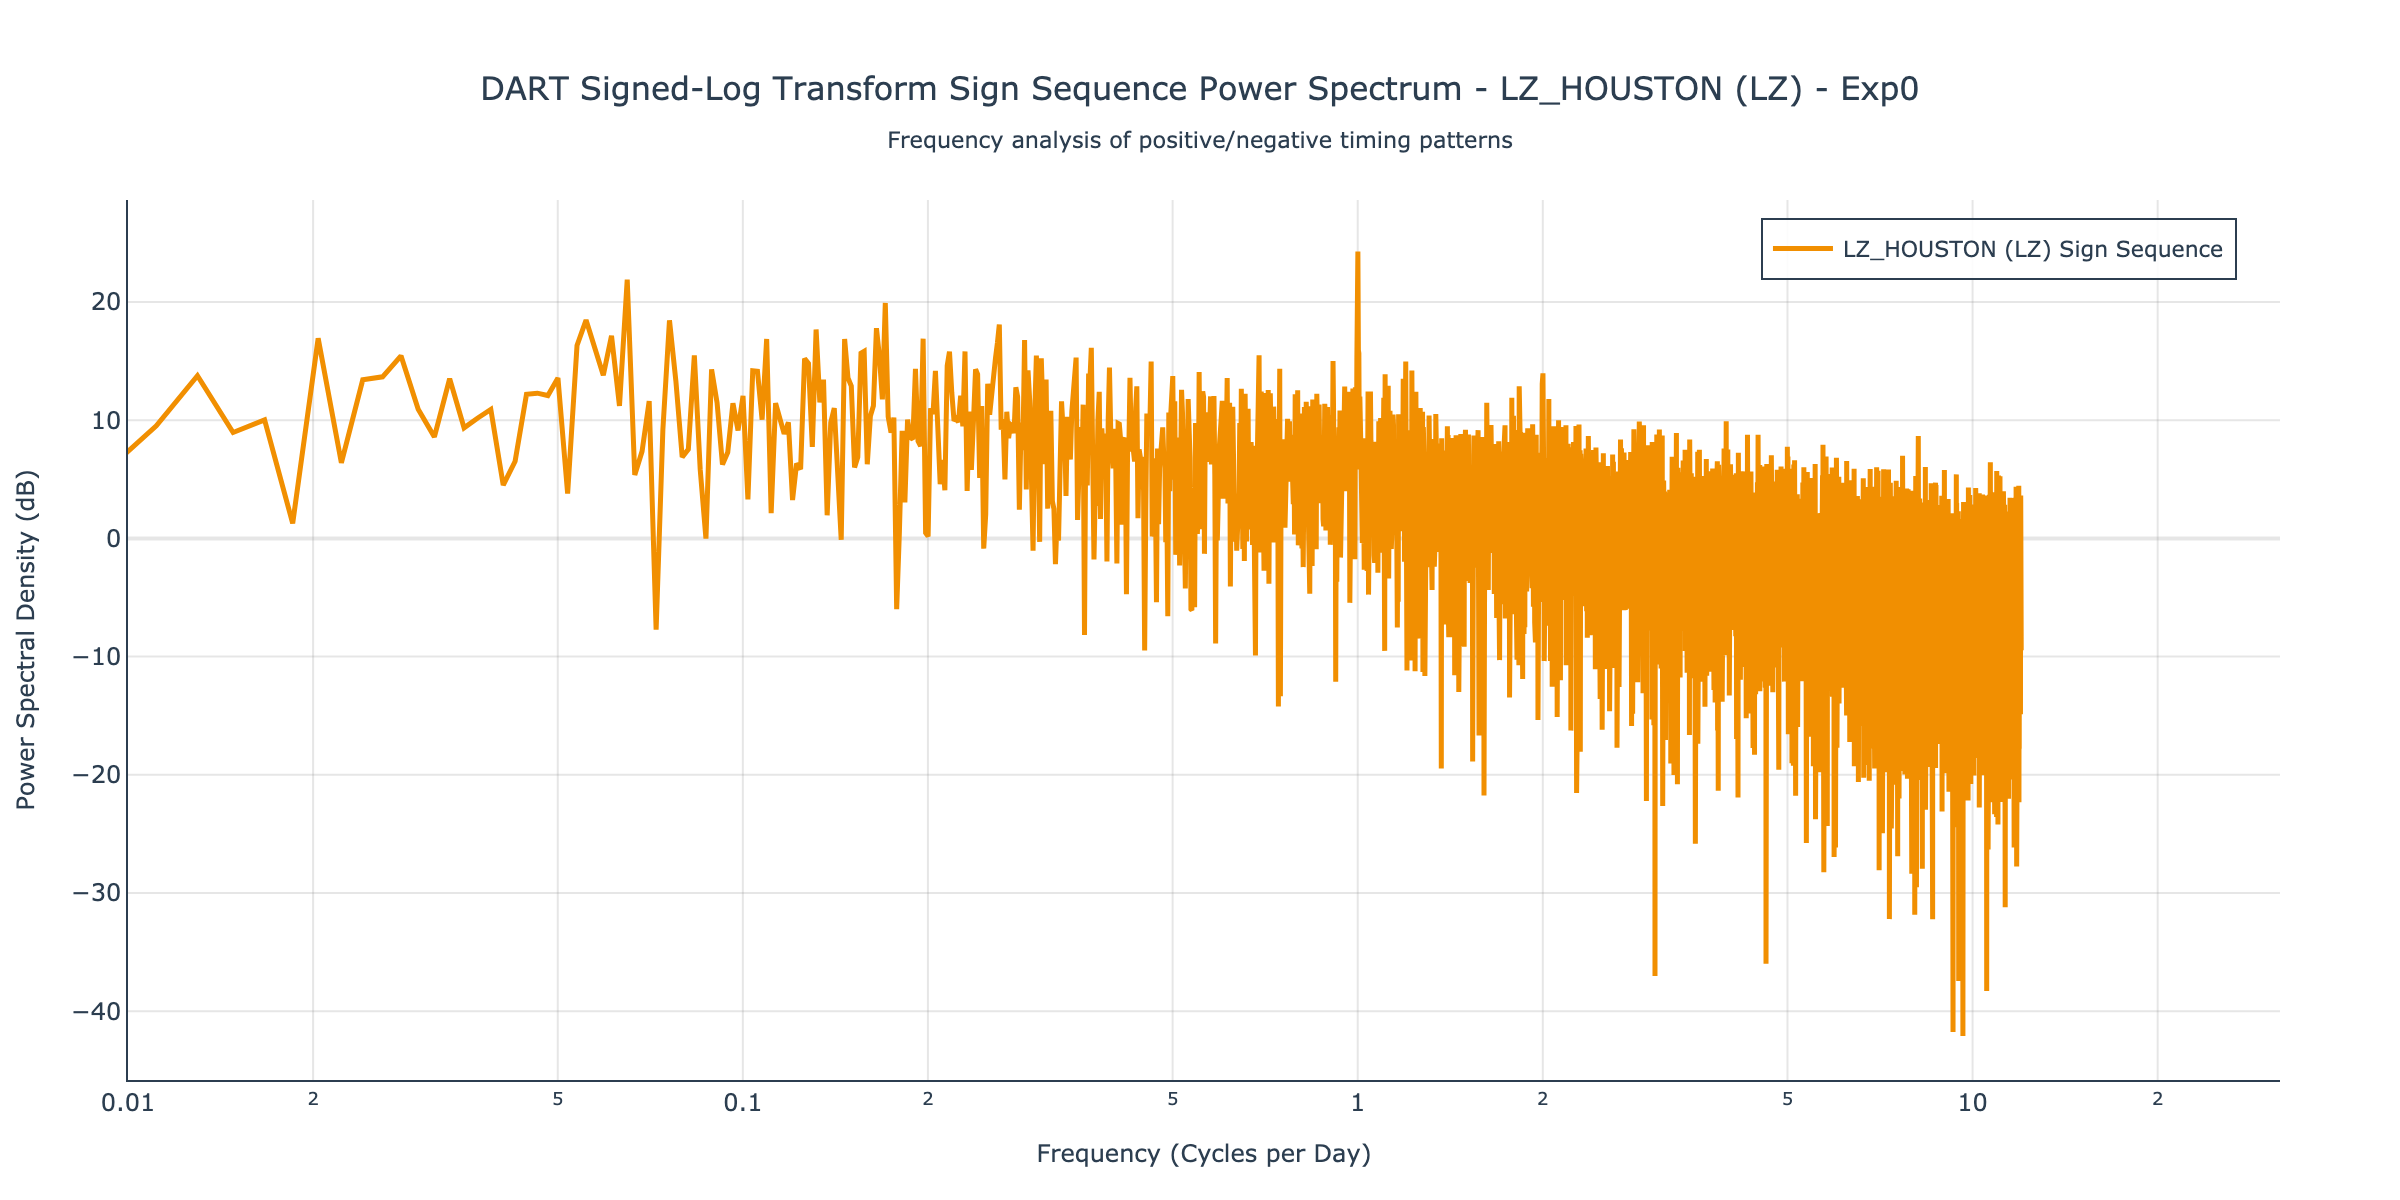 DART Signed-Log Transform Sign Sequence Power Spectrum - LZ_HOUSTON (LZ) - Exp0
Frequency analysis of positive/negative timing patterns
LZ_HOUSTON (LZ) Sign Sequence
Power Spectral Density (dB)
20
10
0
−10
−20
−30
−40
0.01 2 5 0.1 2 5 1 2 5 10 2
Frequency (Cycles per Day)